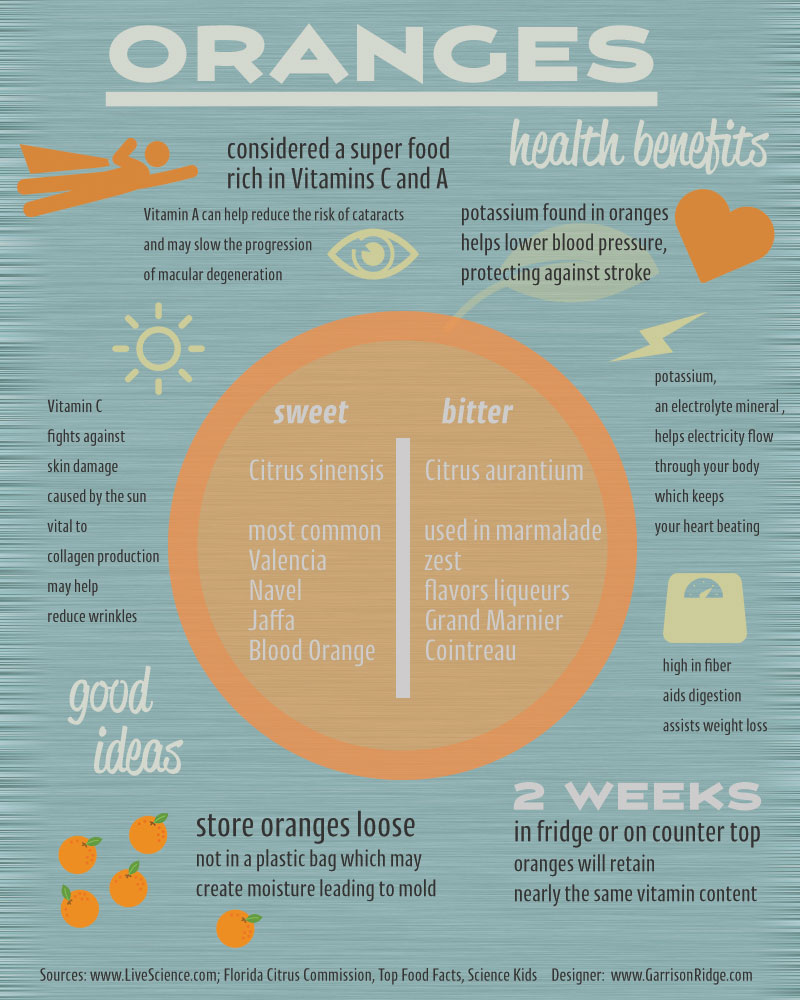 ORANGES
health benefits
considered a super food
rich in Vitamins C and A
Vitamin A can help reduce the risk of cataracts
and may slow the progression
of macular degeneration
potassium found in oranges
helps lower blood pressure,
protecting against stroke
Vitamin C
fights against
skin damage
caused by the sun
vital to
collagen production
may help
reduce wrinkles
sweet
Citrus sinensis
most common
Valencia
Navel
Jaffa
Blood Orange
bitter
Citrus aurantium
used in marmalade
zest
flavors liqueurs
Grand Marnier
Cointreau
potassium,
an electrolyte mineral ,
helps electricity flow
through your body
which keeps
your heart beating
high in fiber
aids digestion
assists weight loss
good
ideas
store oranges loose
not in a plastic bag which may
create moisture leading to mold
2 WEEKS
in fridge or on counter top
oranges will retain
nearly the same vitamin content
Sources: www.LiveScience.com; Florida Citrus Commission, Top Food Facts, Science Kids Designer: www.GarrisonRidge.com